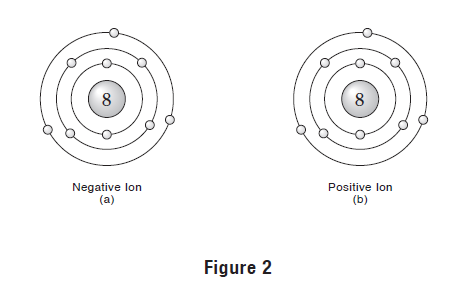 8
8
Negative Ion
(a)
Positive Ion
(b)
Figure 2